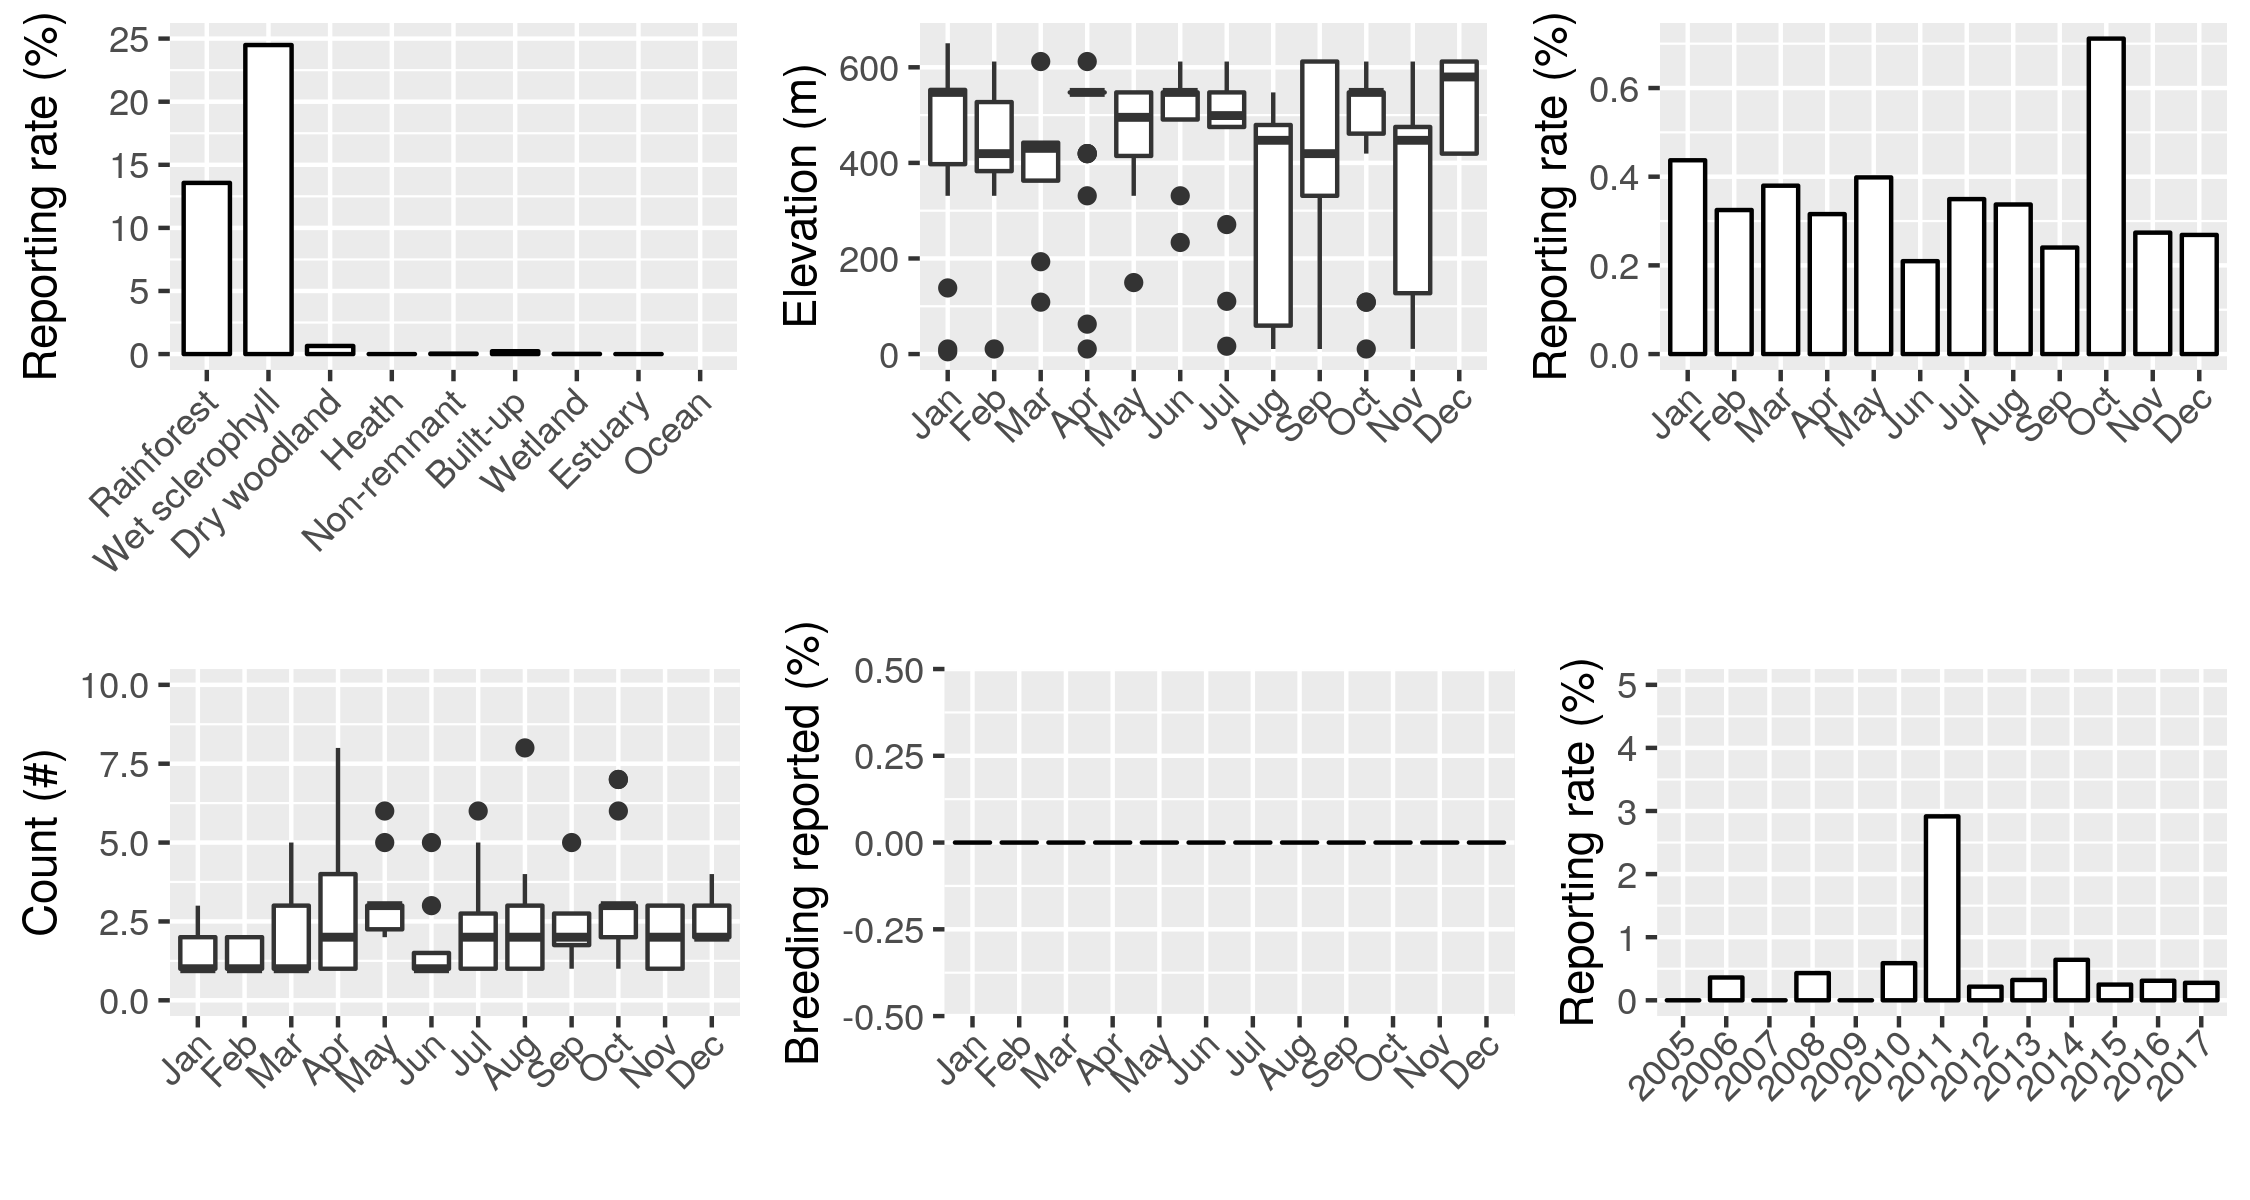 Reporting rate (%)
25
20
15
10
5
0
Rainforest
Wet sclerophyll
Dry woodland
Heath
Non-remnant
Built-up
Wetland
Estuary
Ocean
Elevation (m)
600
400
200
0
Jan
Feb
Mar
Apr
May
Jun
Jul
Aug
Sep
Oct
Nov
Dec
Reporting rate (%)
0.6
0.4
0.2
0.0
Jan
Feb
Mar
Apr
May
Jun
Jul
Aug
Sep
Oct
Nov
Dec
Count (#)
10.0
7.5
5.0
2.5
0.0
Jan
Feb
Mar
Apr
May
Jun
Jul
Aug
Sep
Oct
Nov
Dec
Breeding reported (%)
0.50
0.25
0.00
-0.25
-0.50
Jan
Feb
Mar
Apr
May
Jun
Jul
Aug
Sep
Oct
Nov
Dec
Reporting rate (%)
5
4
3
2
1
0
2005
2006
2007
2008
2009
2010
2011
2012
2013
2014
2015
2016
2017